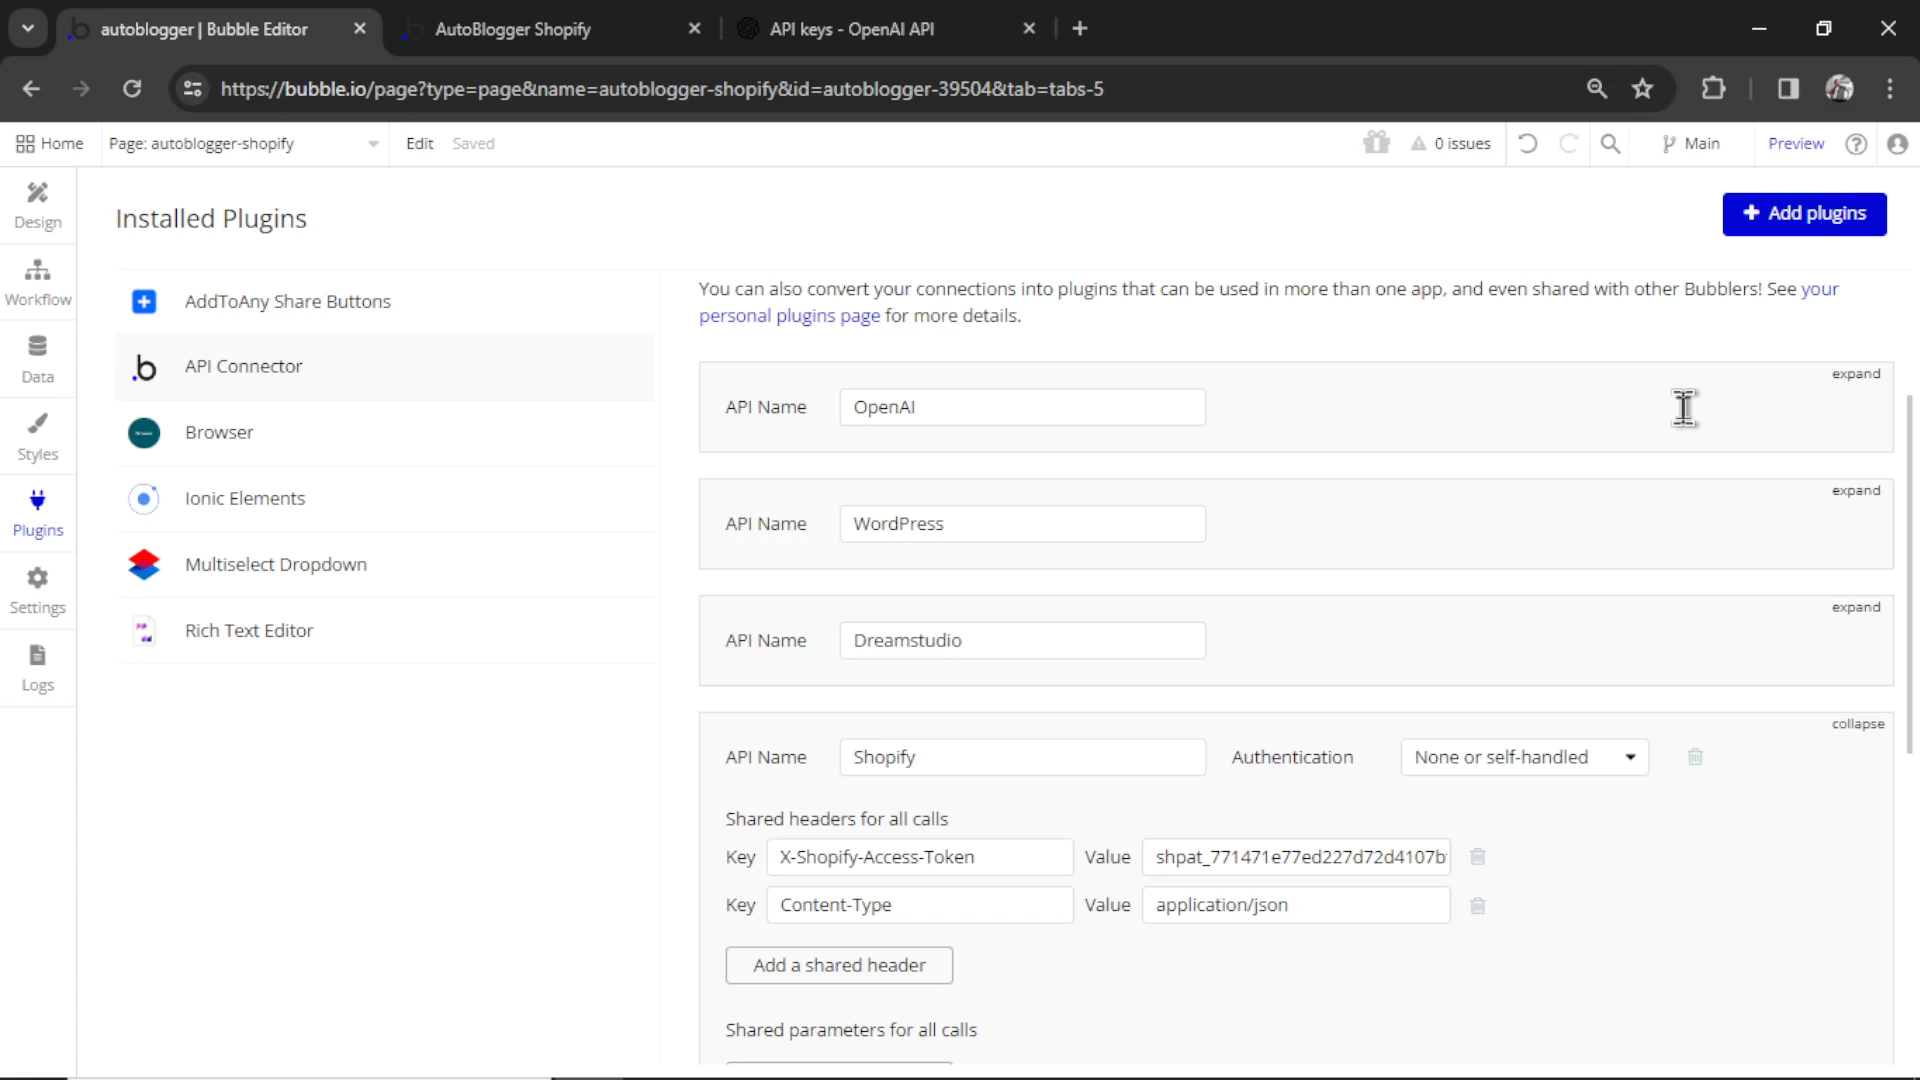 autoblogger | Bubble Editor
AutoBlogger Shopify
API keys - OpenAI API
https://bubble.io/page?type=page&name=autoblogger-shopify&id=autoblogger-39504&tab=tabs-5
Home
Page: autoblogger-shopify
Edit
Saved
0 issues
Main
Preview
Design
Workflow
Data
Styles
Plugins
Settings
Logs
Installed Plugins
Add plugins
AddToAny Share Buttons
API Connector
Browser
Ionic Elements
Multiselect Dropdown
Rich Text Editor
You can also convert your connections into plugins that can be used in more than one app, and even shared with other Bubblers! See your
personal plugins page for more details.
expand
API Name OpenAI
expand
API Name WordPress
expand
API Name Dreamstudio
collapse
API Name Shopify Authentication None or self-handled
Shared headers for all calls
Key X-Shopify-Access-Token Value shpat_771471e77ed227d72d4107b
Key Content-Type Value application/json
Add a shared header
Shared parameters for all calls